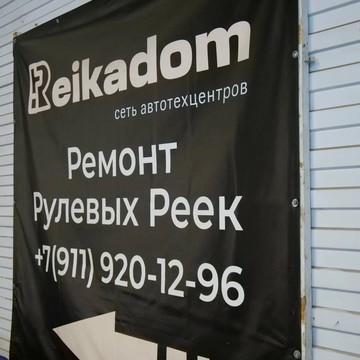 Reikadom
сеть автотехцентров
Ремонт
Рулевых Реек
+7(911) 920-12-96